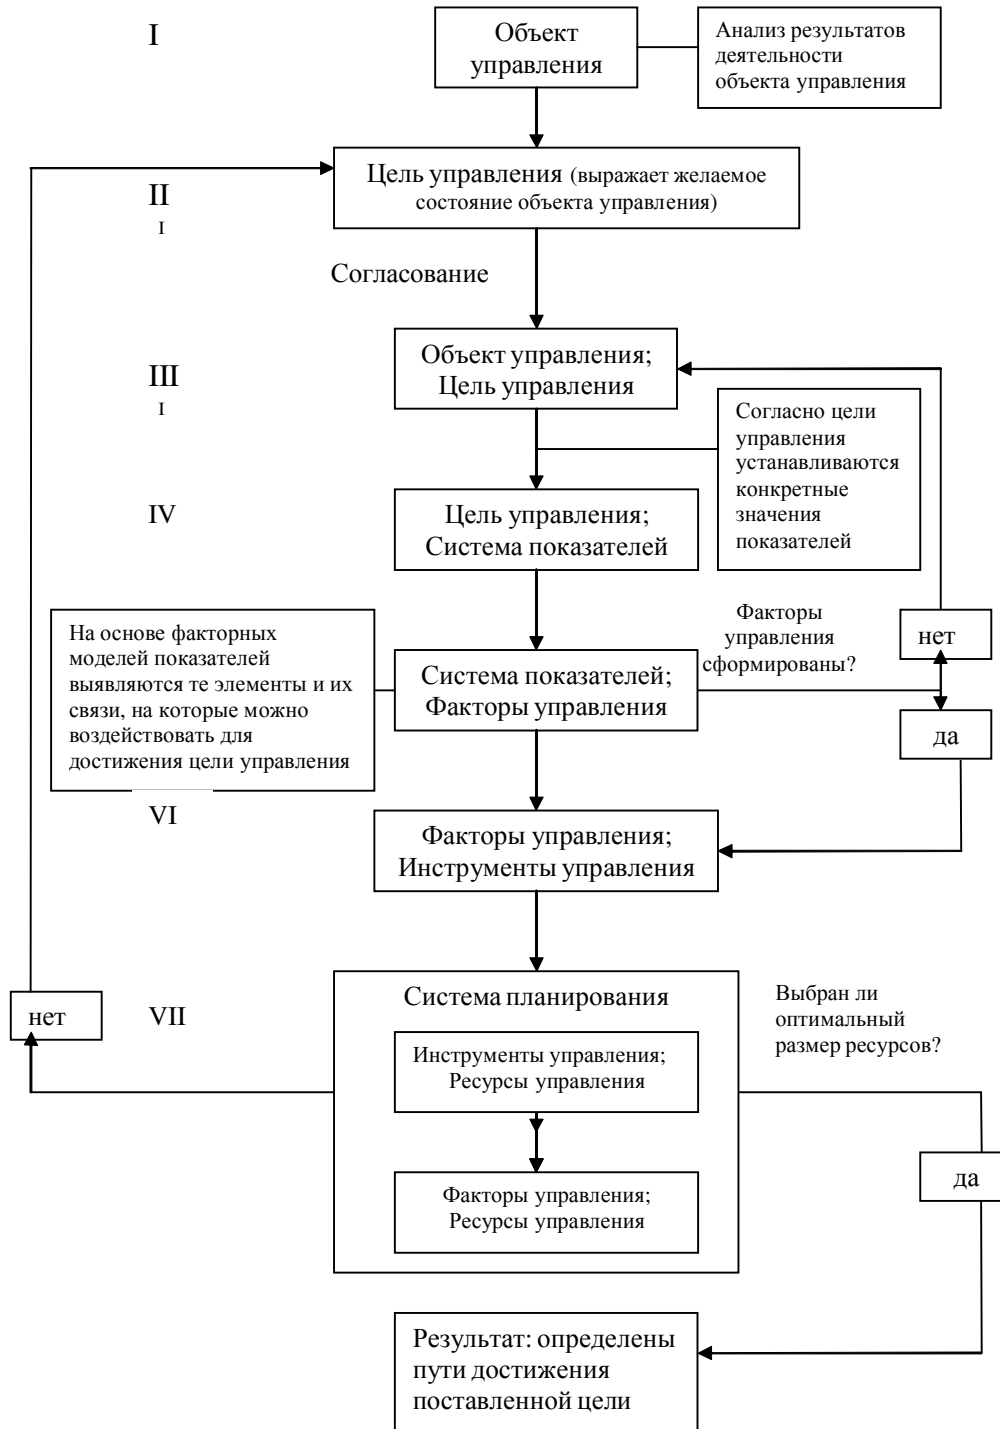 I
Объект
управления
Анализ результатов
деятельности
объекта управления
Цель управления (выражает желаемое
состояние объекта управления)
II
I
Согласование
III
I
Объект управления;
Цель управления
Согласно цели
управления
устанавливаются
конкретные
значения
показателей
IV
Цель управления;
Система показателей
На основе факторных
моделей показателей
выявляются те элементы и их
связи, на которые можно
воздействовать для
достижения цели управления
Система показателей;
Факторы управления
Факторы
управления
сформированы?
нет
да
VI
Факторы управления;
Инструменты управления
нет
VII
Система планирования
Инструменты управления;
Ресурсы управления
Факторы управления;
Ресурсы управления
Выбран ли
оптимальный
размер ресурсов?
да
Результат: определены
пути достижения
поставленной цели